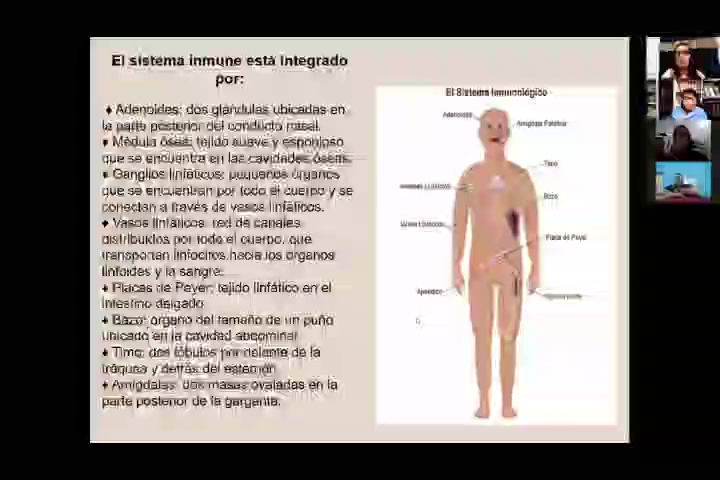 El sistema inmune está integrado
por:
♦ Adenoides: dos glándulas ubicadas en
la parte posterior del conducto nasal.
♦ Médula ósea: tejido suave y esponjoso
que se encuentra en las cavidades óseas.
♦ Ganglios linfáticos: pequeños órganos
que se encuentran por todo el cuerpo y se
conectan a través de vasos linfáticos.
♦ Vasos linfáticos: red de canales
distribuidos por todo el cuerpo, que
transportan linfocitos hacia los órganos
linfoides y la sangre.
♦ Placas de Peyer: tejido linfático en el
intestino delgado
♦ Bazo: órgano del tamaño de un puño
ubicado en la cavidad abdominal
♦ Timo: dos lóbulos por delante de la
tráquea y detrás del esternón
♦ Amígdalas: dos masas ovaladas en la
parte posterior de la garganta.
El Sistema Inmunológico
Adenoides
Amígdala Palatina
Timo
Ganglios Linfáticos
Bazo
Vasos Linfáticos
Placa de Peyer
Apéndice